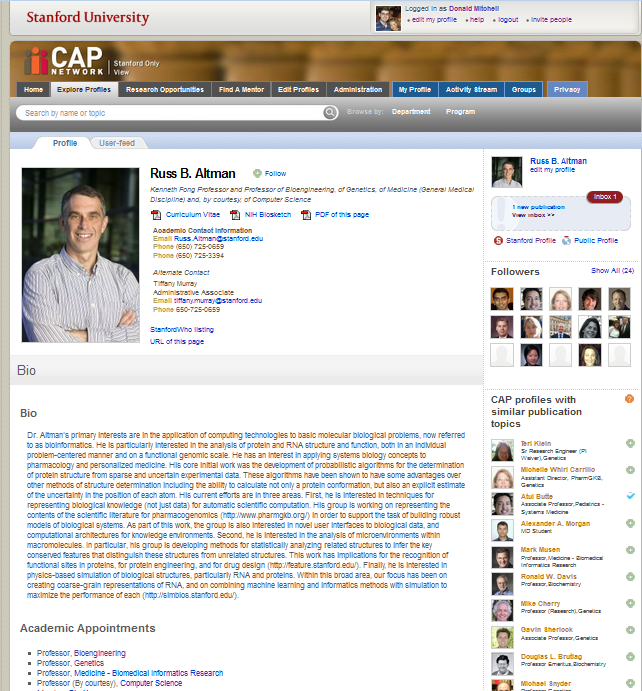 Stanford University
Logged in as Donald Mitchell
• edit my profile • help • logout • invite people
CAP NETWORK
Stanford Only View
Home Explore Profiles Research Opportunities Find A Mentor Edit Profiles Administration My Profile Activity Stream Groups Privacy
Search by name or topic
Browse by: Department Program
Profile User-feed
Russ B. Altman
Follow
Kenneth Fong Professor and Professor of Bioengineering, of Genetics, of Medicine (General Medical
Discipline) and, by courtesy, of Computer Science
Curriculum Vitae NIH Biosketch PDF of this page
Academic Contact Information
Email Russ.Altman@stanford.edu
Phone (650) 725-0659
Phone (650) 725-3394
Alternate Contact
Tiffany Murray
Administrative Associate
Email tiffany.murray@stanford.edu
Phone 650-725-0659
StanfordWho listing
URL of this page
Bio
Bio
Dr. Altman's primary interests are in the application of computing technologies to basic molecular biological problems, now referred
to as bioinformatics. He is particularly interested in the analysis of protein and RNA structure and function, both in an individual
problem-centered manner and on a functional genomic scale. He has an interest in applying systems biology concepts to
pharmacology and personalized medicine. His core initial work was the development of probabilistic algorithms for the determination
of protein structure from sparse and uncertain experimental data. These algorithms have been shown to have some advantages over
other methods of structure determination including the ability to calculate not only a protein conformation, but also an explicit estimate
of the uncertainty in the position of each atom. His current efforts are in three areas. First, he is interested in techniques for
representing biological knowledge (not just data) for automatic scientific computation. His group is working on representing the
contents of the scientific literature for pharmacogenomics (http://www.pharmgkb.org/) in order to support the task of building robust
models of biological systems. As part of this work, the group is also interested in novel user interfaces to biological data, and
computational architectures for knowledge environments. Second, he is interested in the analysis of microenvironments within
macromolecules. In particular, his group is developing methods for statistically analyzing related structures to infer the key
conserved features that distinguish these structures from unrelated structures. This work has implications for the recognition of
functional sites in proteins, for protein engineering, and for drug design (http://feature.stanford.edu/). Finally, he is interested in
physics-based simulation of biological structures, particularly RNA and proteins. Within this broad area, our focus has been on
creating coarse-grain representations of RNA, and on combining machine learning and informatics methods with simulation to
maximize the performance of each (http://simbios.stanford.edu/).
Academic Appointments
Professor, Bioengineering
Professor, Genetics
Professor, Medicine - Biomedical Informatics Research
Professor (By courtesy), Computer Science
Russ B. Altman
edit my profile
Inbox 1
1 new publication
View inbox >>
Stanford Profile Public Profile
Followers
Show All (24)
CAP profiles with
similar publication
topics
Teri Klein
Sr Research Engineer (PI
Waiver), Genetics
Michelle Whirl Carrillo
Assistant Director, PharmGKB,
Genetics
Atul Butte
Associate Professor, Pediatrics -
Systems Medicine
Alexander A. Morgan
MD Student
Mark Musen
Professor, Medicine - Biomedical
Informatics Research
Ronald W. Davis
Professor, Biochemistry
Mike Cherry
Professor (Research), Genetics
Gavin Sherlock
Associate Professor, Genetics
Douglas L. Brutlag
Professor Emeritus, Biochemistry
Michael Snyder